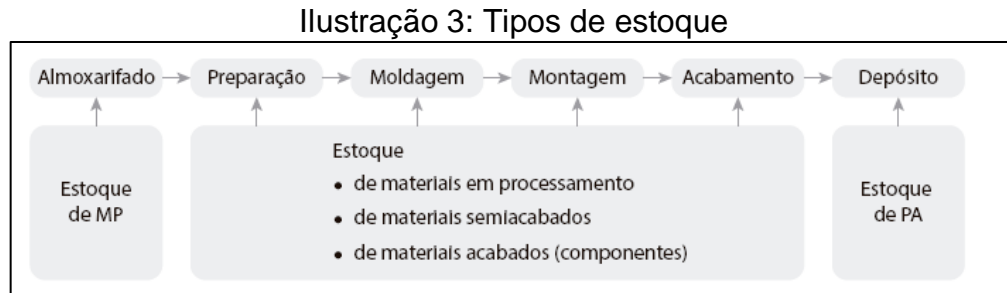 Ilustração 3: Tipos de estoque
Almoxarifado Preparação Moldagem Montagem Acabamento Depósito
Estoque
de MP
Estoque
• de materiais em processamento
• de materiais semiacabados
• de materiais acabados (componentes)
Estoque
de PA